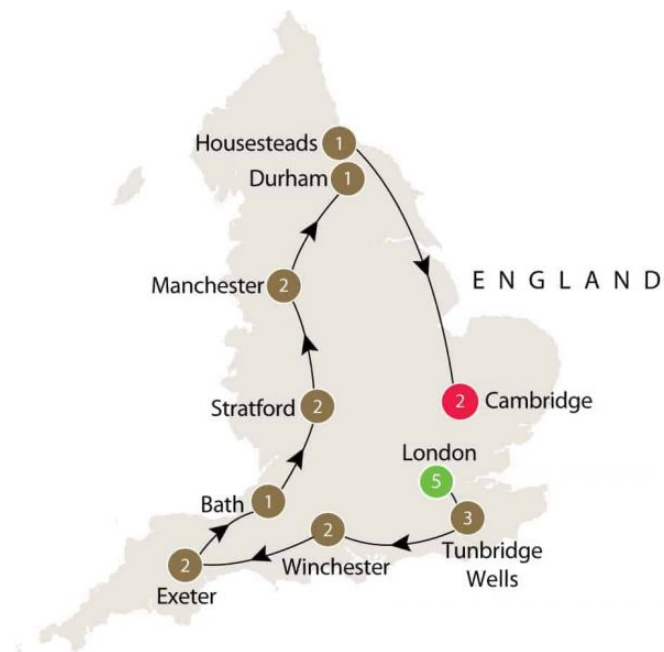 Housesteads 1
Durham 1
Manchester 2
ENGLAND
Stratford 2
2 Cambridge
London
5
Bath 1
3
2
Tunbridge
Wells
Winchester
2
Exeter